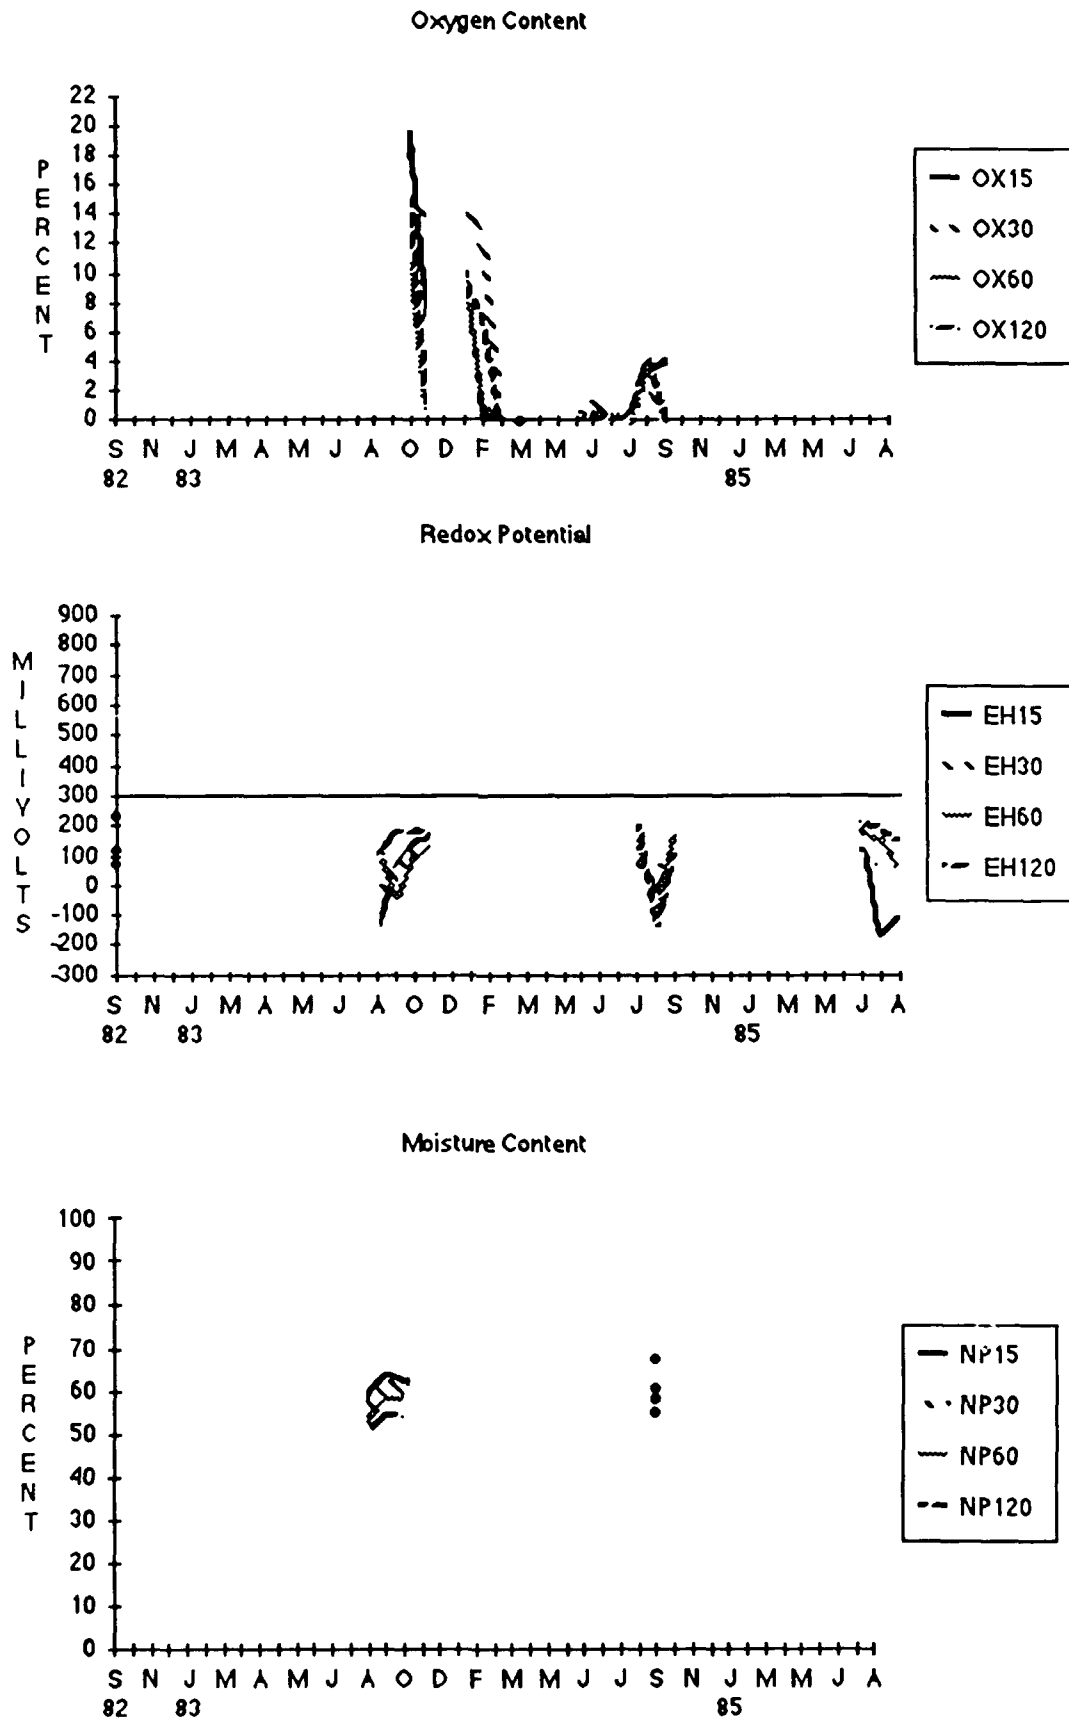 Oxygen Content
PERCENT
22
20
18
16
14
12
10
8
6
4
2
0
S N J M A M J A O D F M M J J S N J M M J A
82 83 85
OX15
OX30
OX60
OX120
Redox Potential
MILLIVOLTS
900
800
700
600
500
400
300
200
100
0
-100
-200
-300
S N J M A M J A O D F M M J J S N J M M J A
82 83 85
EH15
EH30
EH60
EH120
Moisture Content
PERCENT
100
90
80
70
60
50
40
30
20
10
0
S N J M A M J A O D F M M J J S N J M M J A
82 83 85
NP15
NP30
NP60
NP120